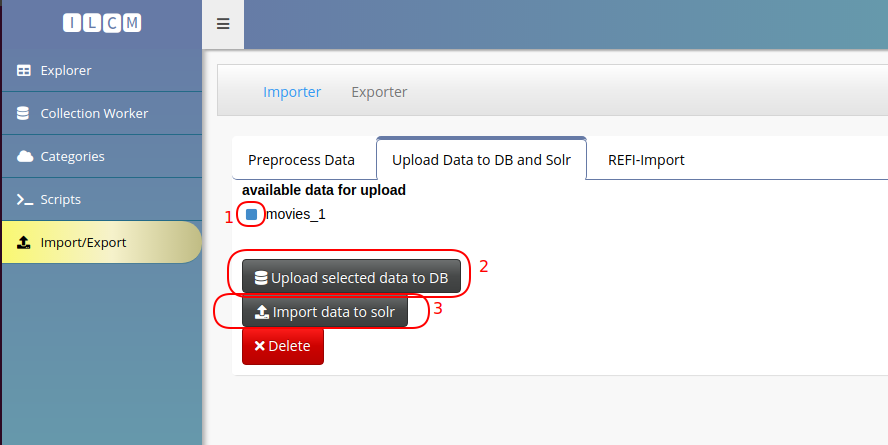 ILCM
Explorer
Collection Worker
Categories
Scripts
Import/Export
Importer Exporter
Preprocess Data Upload Data to DB and Solr REFI-Import
available data for upload
1 movies_1
Upload selected data to DB 2
Import data to solr 3
Delete